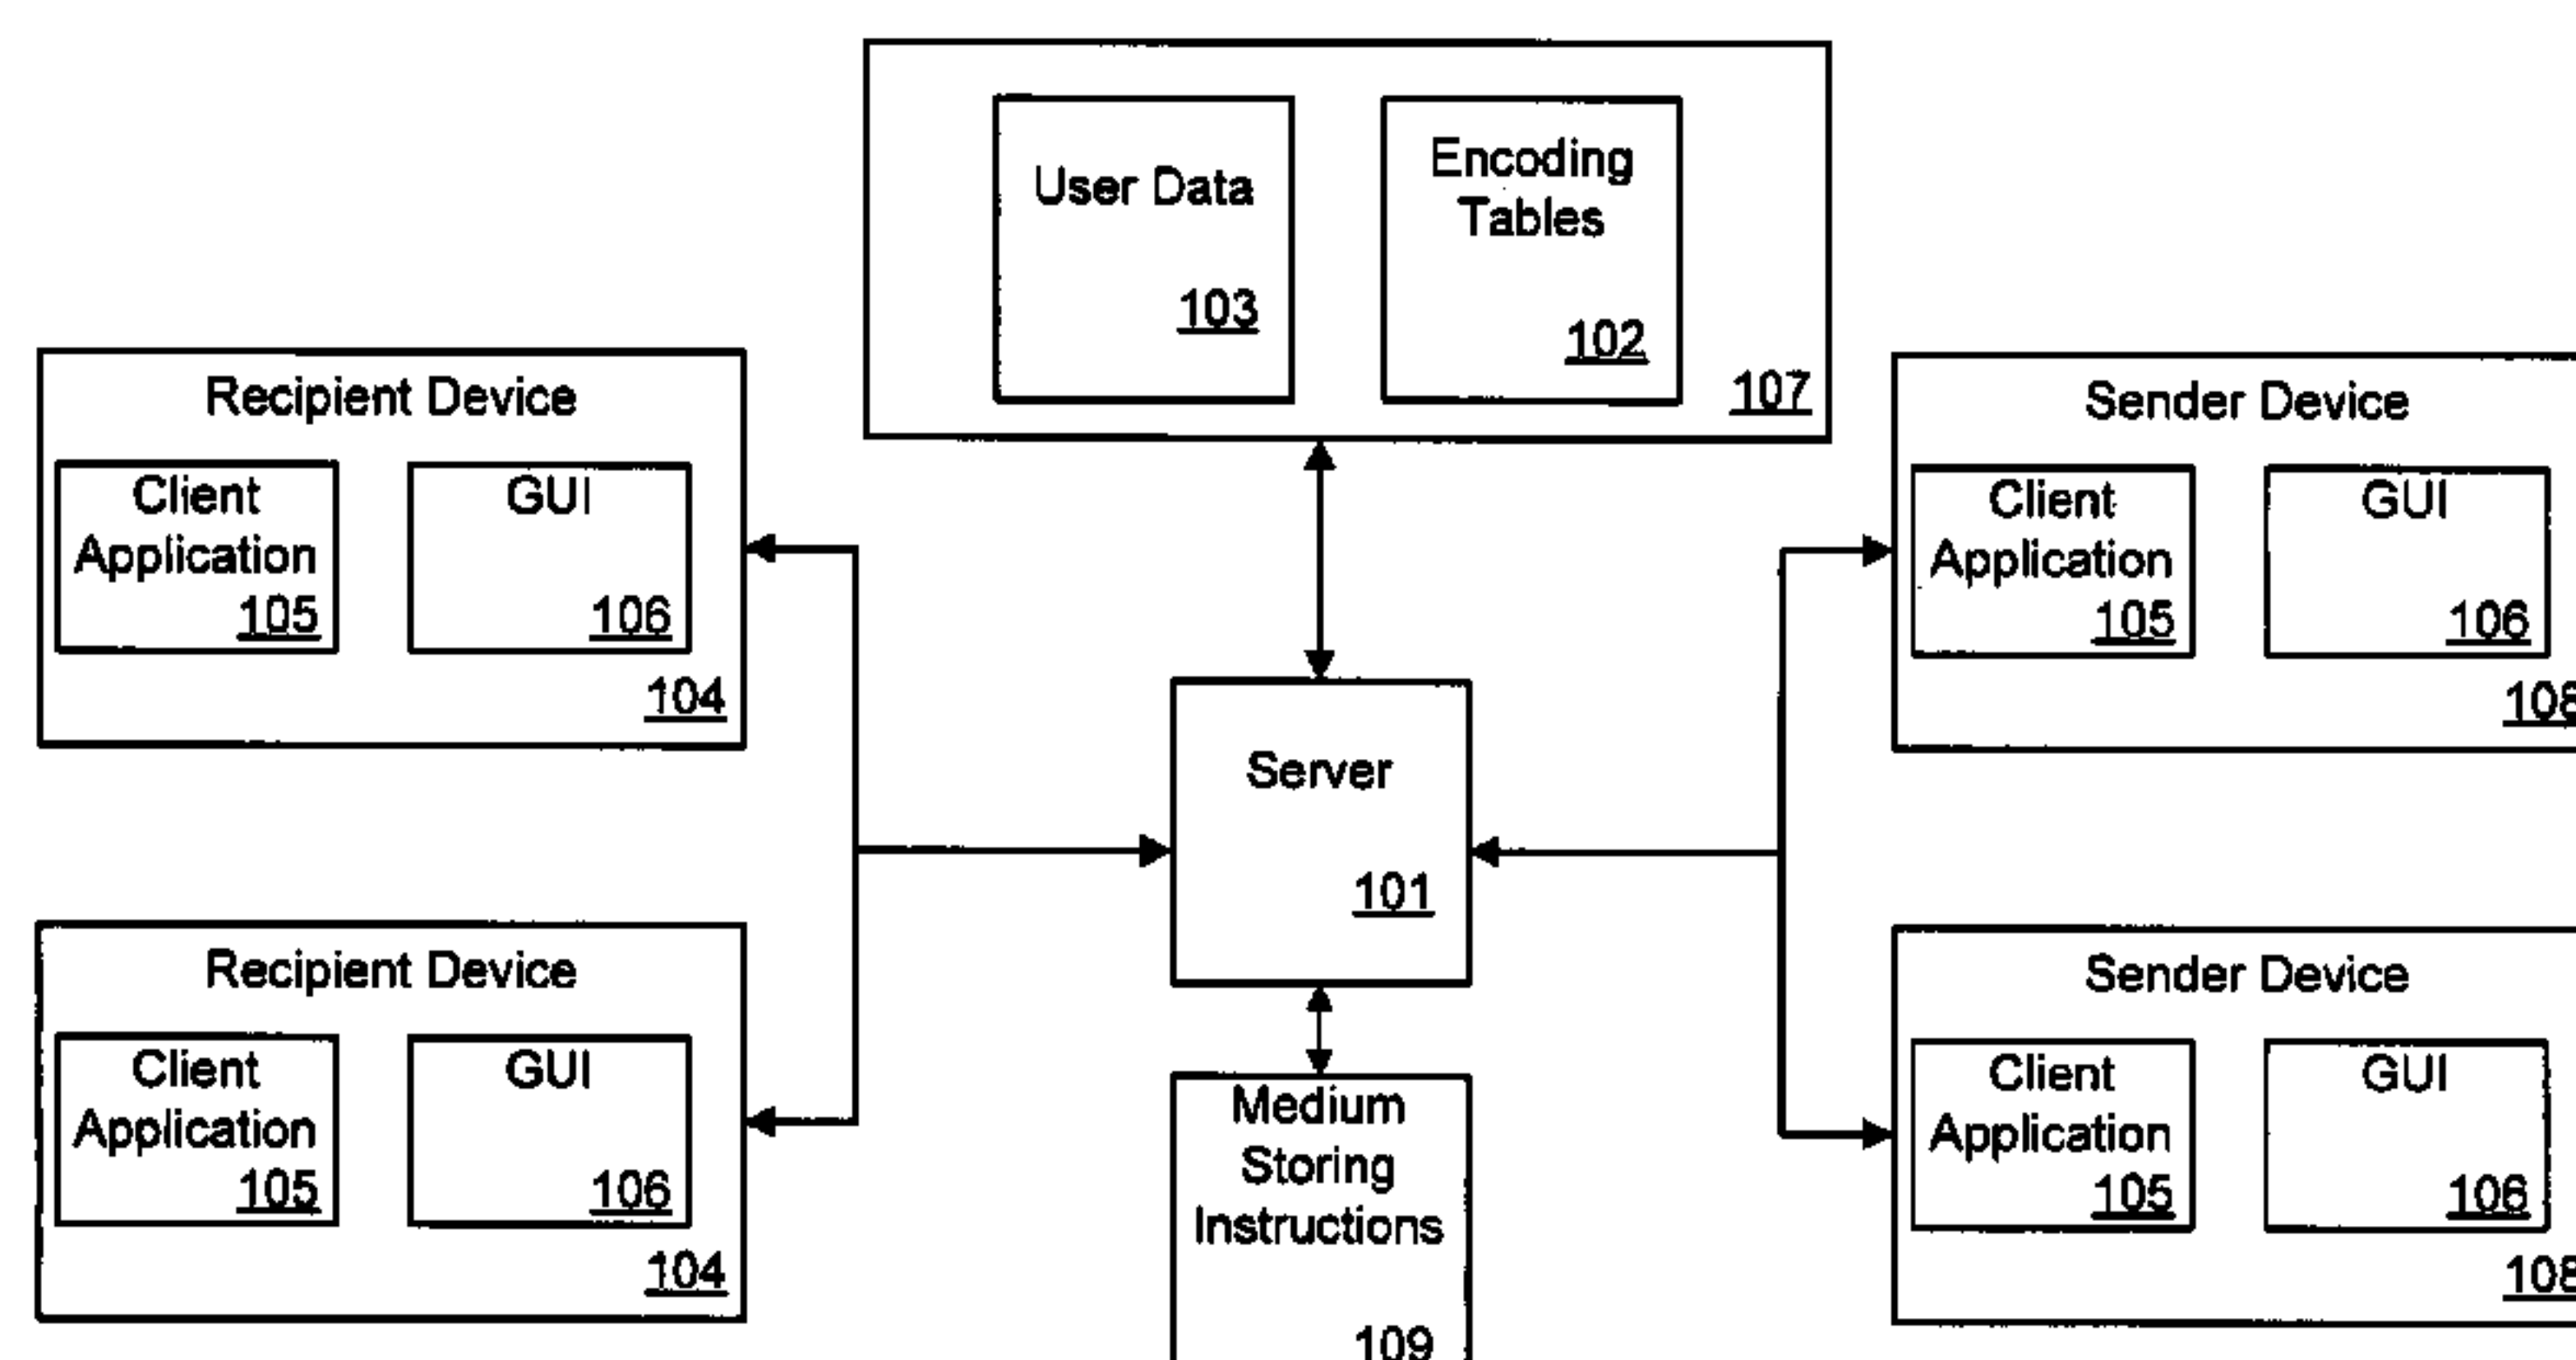 User Data
103
Encoding
Tables
102
107
Recipient Device
Client
Application
105
GUI
106
104
Sender Device
Client
Application
105
GUI
106
108
Server
101
Recipient Device
Client
Application
105
GUI
106
104
Sender Device
Client
Application
105
GUI
106
108
Medium
Storing
Instructions
109